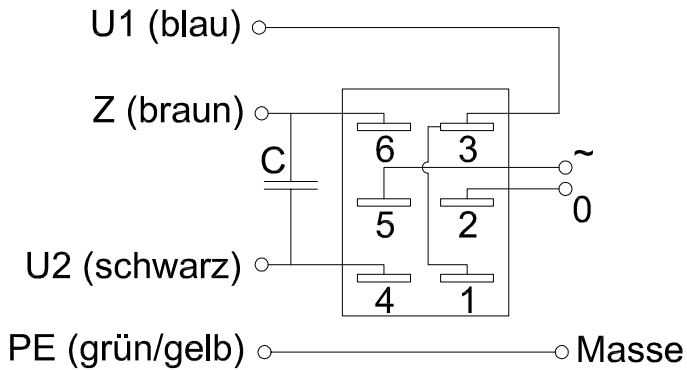 U1 (blau)
Z (braun)
C
6
3
~
5
2
0
U2 (schwarz)
4
1
PE (grün/gelb)
Masse